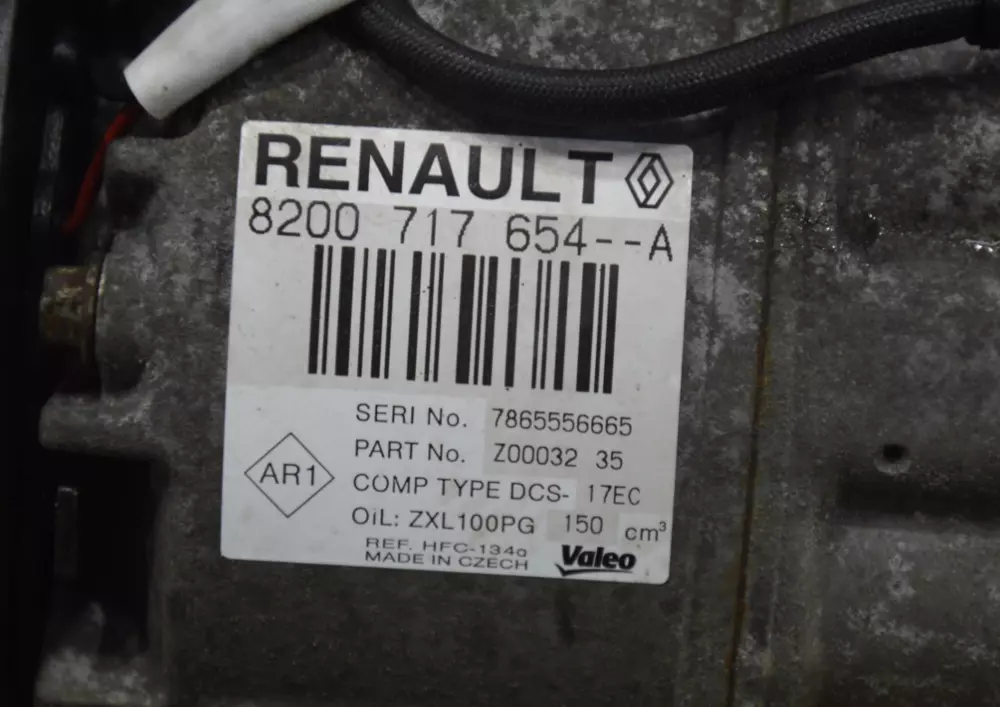 RENAULT
8200 717 654--A
SERI No. 7865556665
PART No. Z00032 35
AR1
COMP TYPE DCS- 17EC
OiL: ZXL100PG 150 cm³
REF. HFC-134a
MADE IN CZECH
Valeo